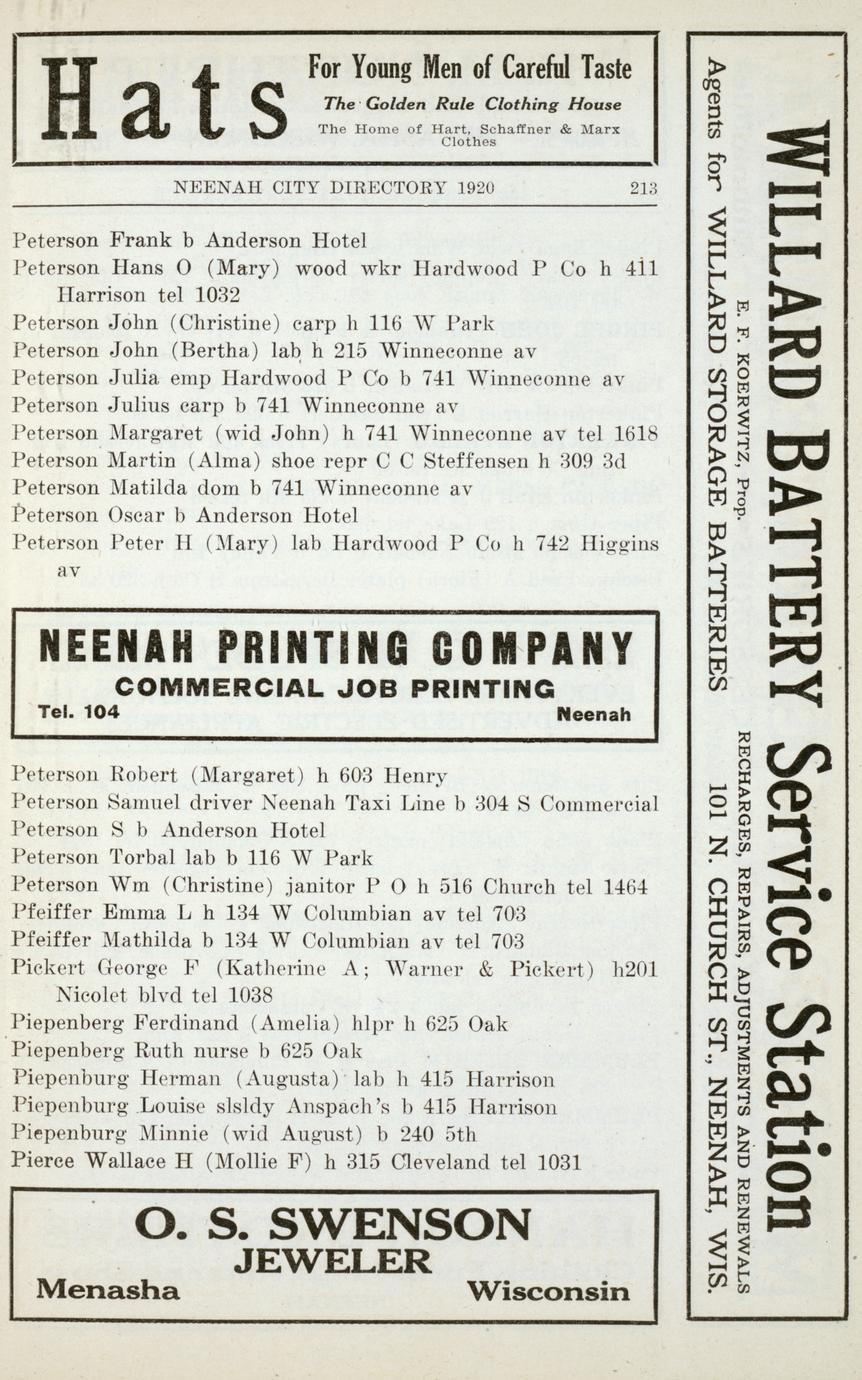 Hats
For Young Men of Careful Taste
The Golden Rule Clothing House
The Home of Hart, Schaffner & Marx
Clothes
NEENAH CITY DIRECTORY 1920 213
Peterson Frank b Anderson Hotel
Peterson Hans O (Mary) wood wkr Hardwood P Co h 411
Harrison tel 1032
Peterson John (Christine) carp h 116 W Park
Peterson John (Bertha) lab h 215 Winneconne av
Peterson Julia emp Hardwood P Co b 741 Winneconne av
Peterson Julius carp b 741 Winneconne av
Peterson Margaret (wid John) h 741 Winneconne av tel 1618
Peterson Martin (Alma) shoe repr C C Steffensen h 309 3d
Peterson Matilda dom b 741 Winneconne av
Peterson Oscar b Anderson Hotel
Peterson Peter H (Mary) lab Hardwood P Co h 742 Higgins
av
NEENAH PRINTING COMPANY
COMMERCIAL JOB PRINTING
Tel. 104 Neenah
Peterson Robert (Margaret) h 603 Henry
Peterson Samuel driver Neenah Taxi Line b 304 S Commercial
Peterson S b Anderson Hotel
Peterson Torbal lab b 116 W Park
Peterson Wm (Christine) janitor P O h 516 Church tel 1464
Pfeiffer Emma L h 134 W Columbian av tel 703
Pfeiffer Mathilda b 134 W Columbian av tel 703
Pickert George F (Katherine A; Warner & Pickert) h201
Nicolet blvd tel 1038
Piepenberg Ferdinand (Amelia) hlpr h 625 Oak
Piepenberg Ruth nurse b 625 Oak
Piepenburg Herman (Augusta) lab h 415 Harrison
Piepenburg Louise slsldy Anspach's b 415 Harrison
Piepenburg Minnie (wid August) b 240 5th
Pierce Wallace H (Mollie F) h 315 Cleveland tel 1031
O. S. SWENSON
JEWELER
Menasha Wisconsin
WILLARD BATTERY Service Station
E. F. KOERWITZ, Prop. RECHARGES, REPAIRS, ADJUSTMENTS AND RENEWALS
Agents for WILLARD STORAGE BATTERIES 101 N. CHURCH ST., NEENAH, WIS.